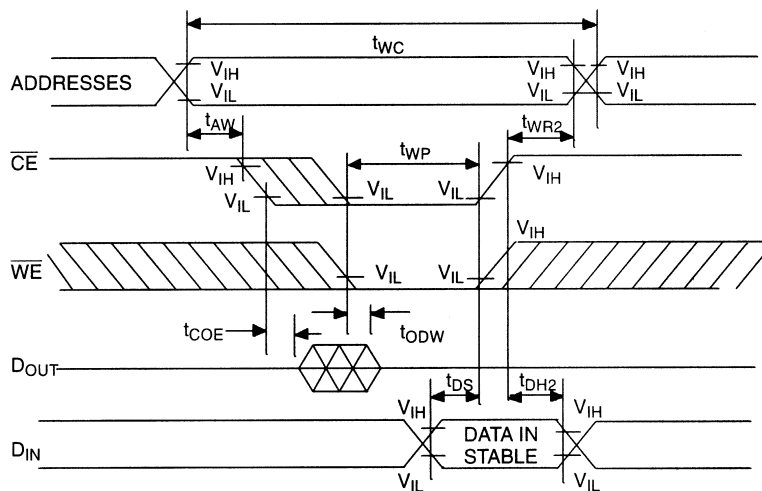 tWC
ADDRESSES
VIH
VIL
VIH
VIL
VIH
VIL
tAW
tWR2
CE
tWP
VIH
VIL
VIL
VIL
VIH
WE
VIH
VIL
VIL
tCOE
tODW
DOUT
tDS
tDH2
DIN
VIH
VIL
DATA IN
STABLE
VIH
VIL